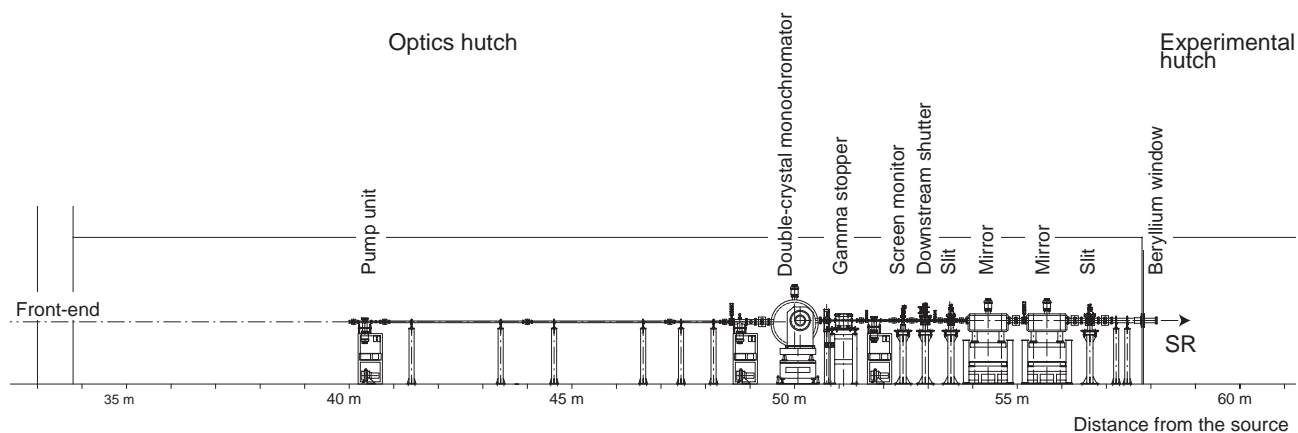 Optics hutch
Experimental
hutch
Pump unit
Double-crystal monochromator
Gamma stopper
Screen monitor
Downstream shutter
Slit
Mirror
Mirror
Slit
Beryllium window
Front-end
SR
35 m
40 m
45 m
50 m
55 m
60 m
Distance from the source